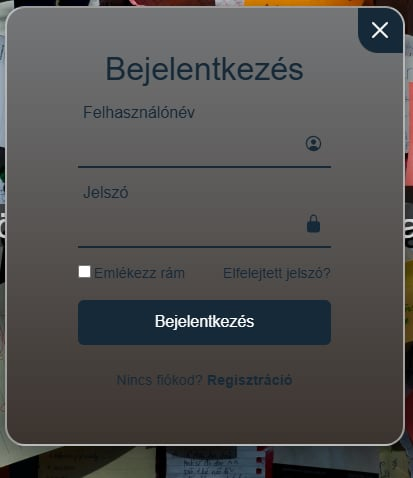 Bejelentkezés
Felhasználónév
Jelszó
Emlékezz rám Elfelejtett jelszó?
Bejelentkezés
Nincs fiókod? Regisztráció